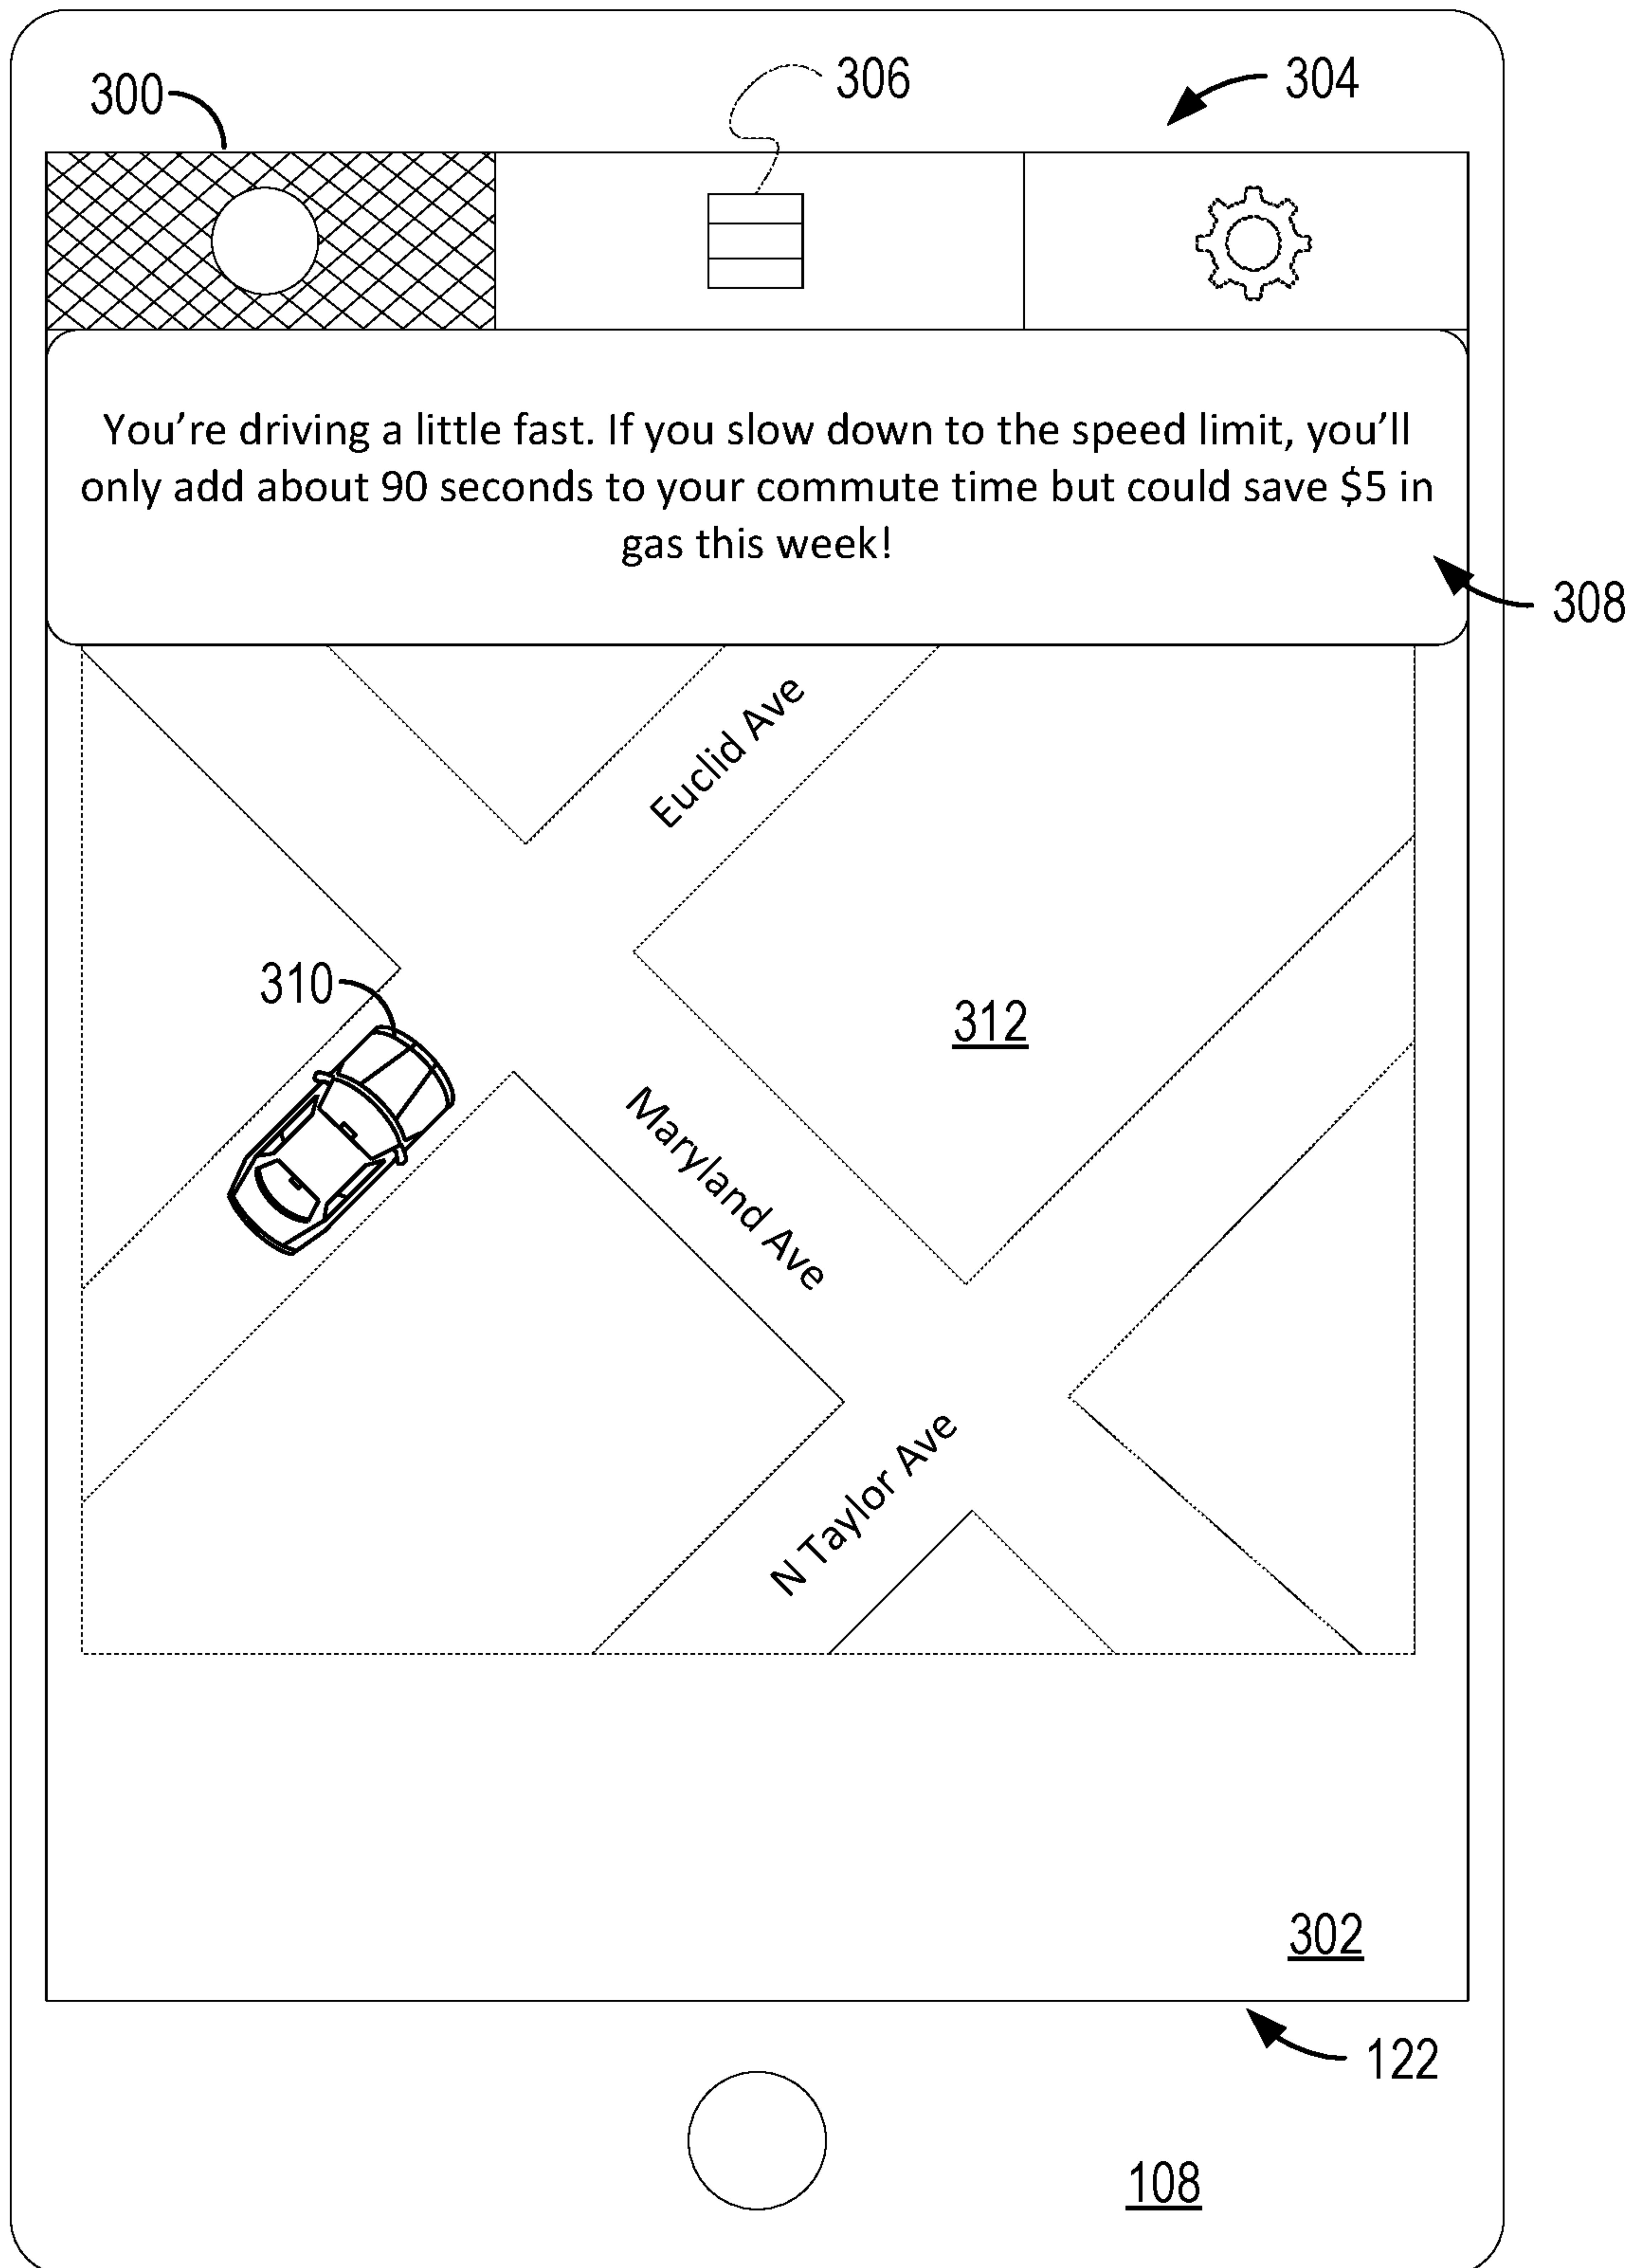 300
306
304
You're driving a little fast. If you slow down to the speed limit, you'll
only add about 90 seconds to your commute time but could save $5 in
gas this week!
308
Euclid Ave
310
312
Maryland Ave
N Taylor Ave
302
122
108